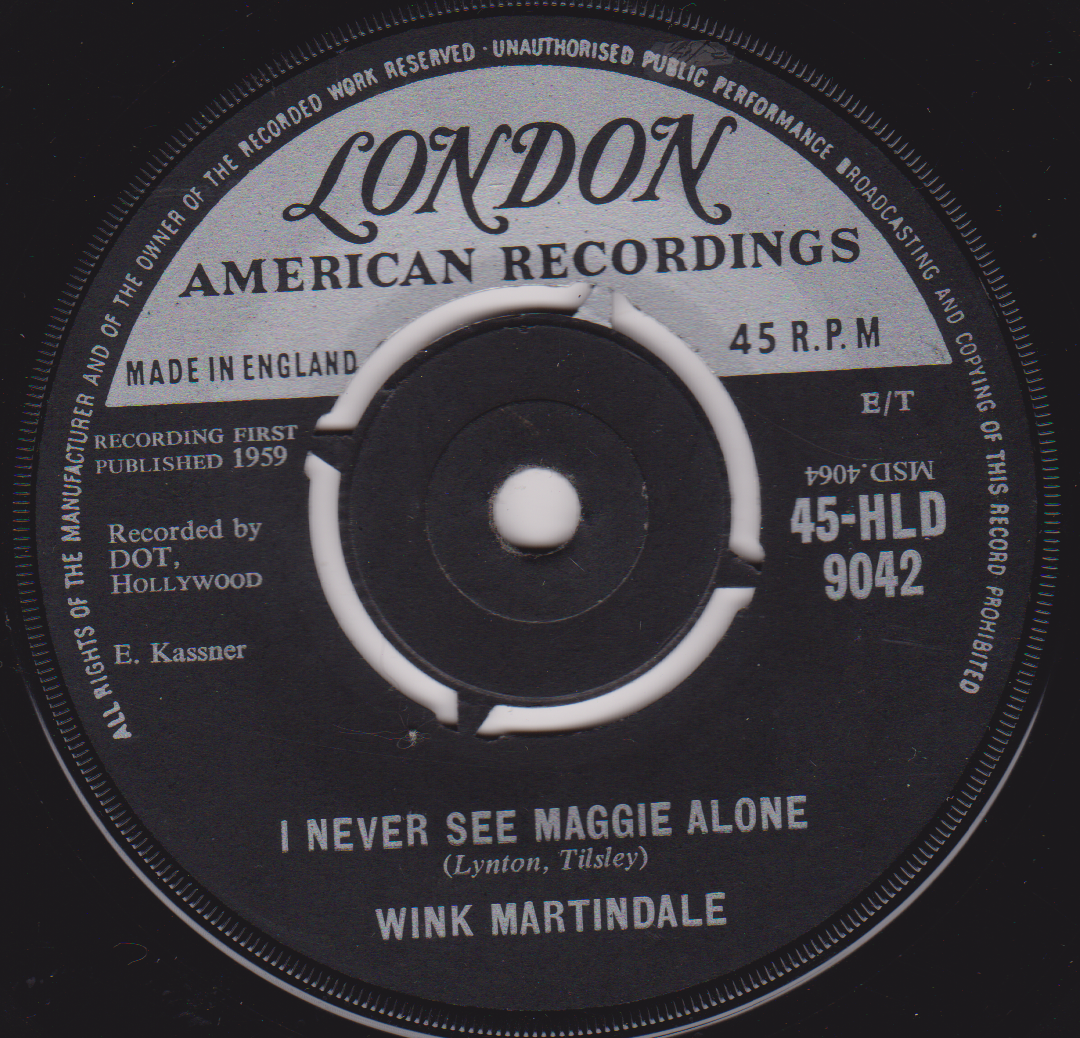 ALL RIGHTS OF THE MANUFACTURER AND OF THE OWNER OF THE RECORDED WORK RESERVED · UNAUTHORISED PUBLIC PERFORMANCE BROADCASTING AND COPYING OF THIS RECORD PROHIBITED
LONDON
AMERICAN RECORDINGS
MADE IN ENGLAND
45 R.P.M
E/T
RECORDING FIRST
PUBLISHED 1959
MSD.4064
45-HLD
9042
Recorded by
DOT,
HOLLYWOOD
E. Kassner
I NEVER SEE MAGGIE ALONE
(Lynton, Tilsley)
WINK MARTINDALE